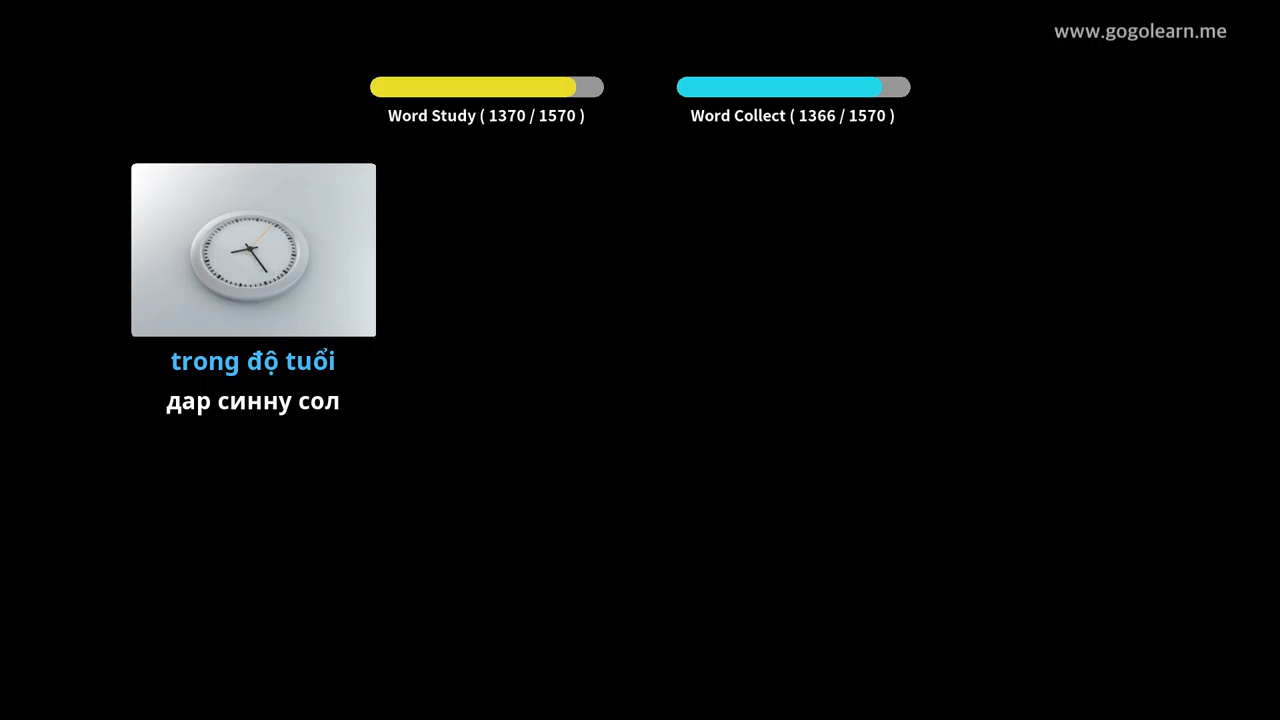 www.gogolearn.me
Word Study ( 1370 / 1570 )
Word Collect ( 1366 / 1570 )
trong độ tuổi
дар синну сол